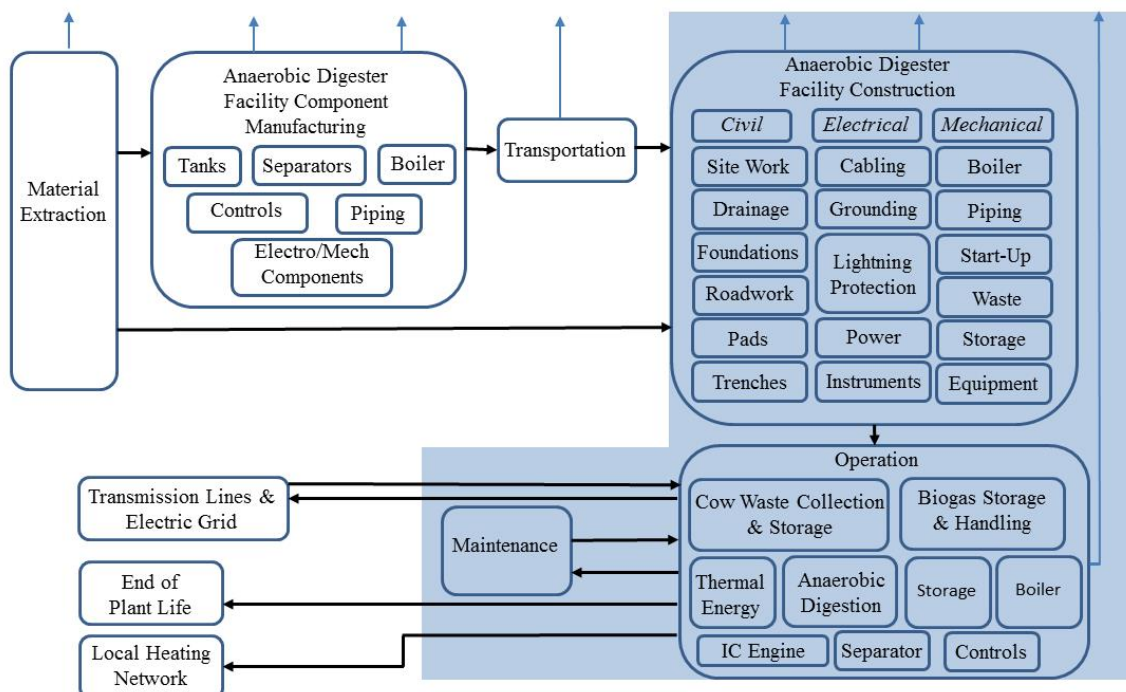 Material
Extraction
Anaerobic Digester
Facility Component
Manufacturing
Tanks
Separators
Boiler
Controls
Piping
Electro/Mech
Components
Transportation
Anaerobic Digester
Facility Construction
Civil
Electrical
Mechanical
Site Work
Cabling
Boiler
Drainage
Grounding
Piping
Foundations
Lightning
Protection
Start-Up
Roadwork
Waste
Pads
Power
Storage
Trenches
Instruments
Equipment
Operation
Cow Waste Collection
& Storage
Biogas Storage
& Handling
Thermal
Energy
Anaerobic
Digestion
Storage
Boiler
IC Engine
Separator
Controls
Maintenance
Transmission Lines &
Electric Grid
End of
Plant Life
Local Heating
Network